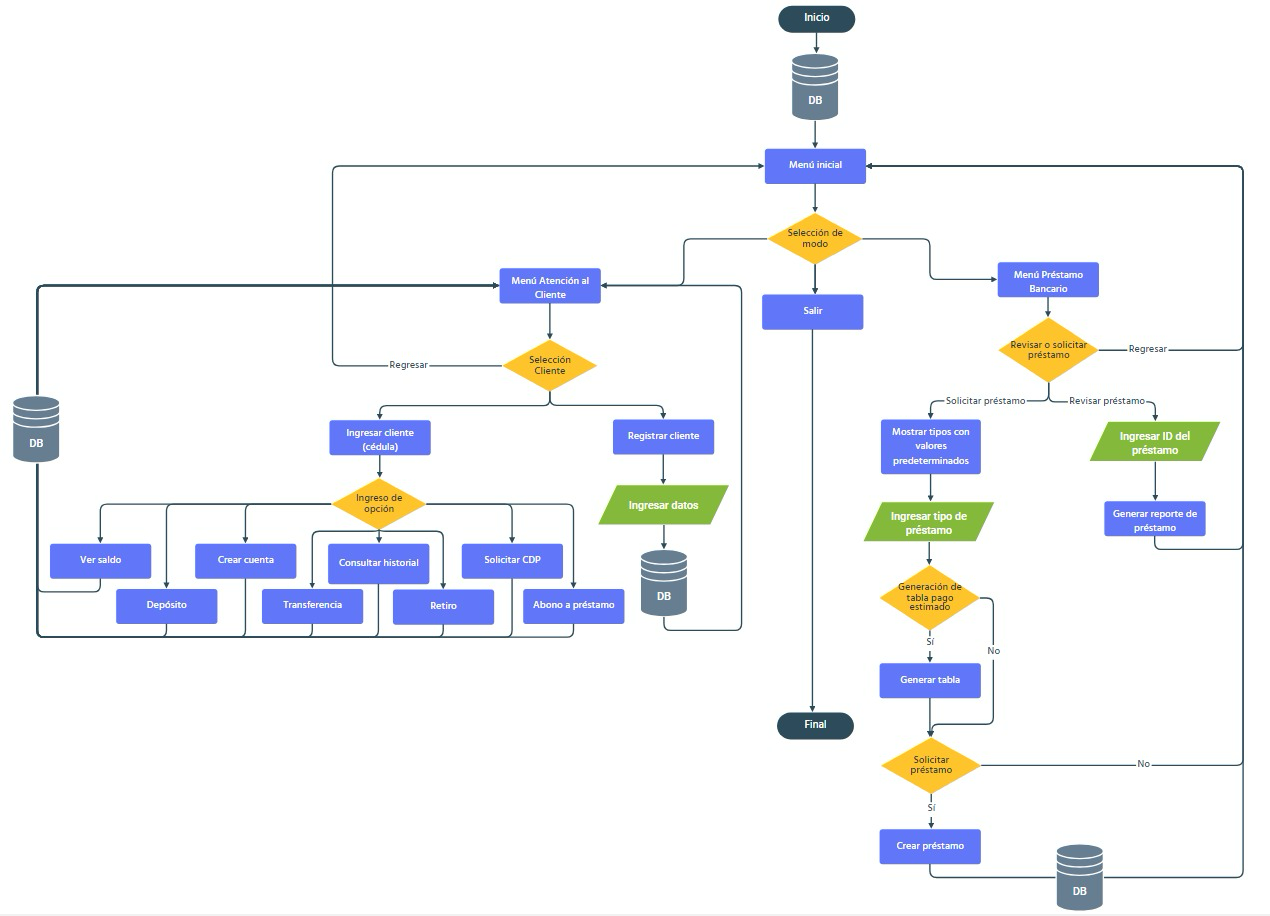 Inicio
DB
Menú inicial
Selección de
modo
Menú Atención al
Cliente
Salir
Menú Préstamo
Bancario
Regresar
Selección
Cliente
Revisar o solicitar
préstamo
Regresar
Solicitar préstamo
Revisar préstamo
DB
Ingresar cliente
(cédula)
Registrar cliente
Mostrar tipos con
valores
predeterminados
Ingresar ID del
préstamo
Ingreso de
opción
Ingresar datos
Ingresar tipo de
préstamo
Generar reporte de
préstamo
Ver saldo
Crear cuenta
Consultar historial
Solicitar CDP
Depósito
Transferencia
Retiro
Abono a préstamo
DB
Generación de
tabla pago
estimado
Sí
No
Generar tabla
Final
Solicitar
préstamo
No
Sí
Crear préstamo
DB